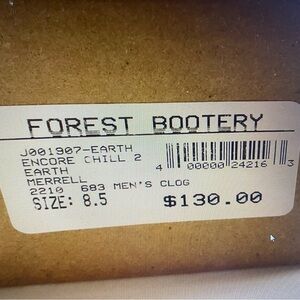 FOREST BOOTERY
J001907-EARTH
ENCORE CHILL 2
EARTH
MERRELL
2210 683 MEN'S CLOG
SIZE: 8.5
4 00000 24216 3
$130.00